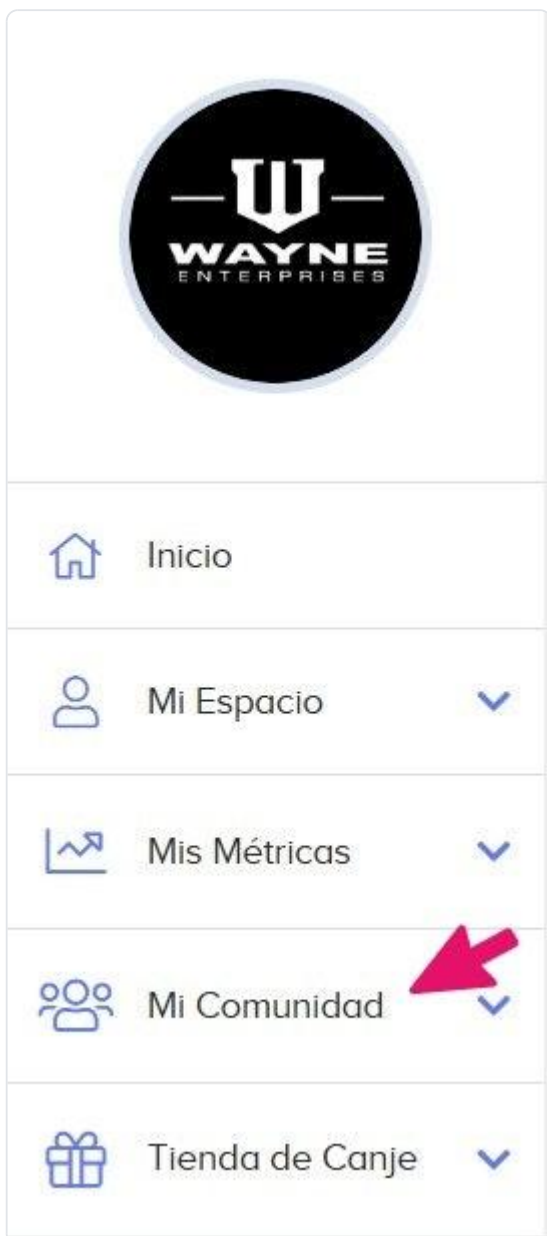 WAYNE
ENTERPRISES
Inicio
Mi Espacio
Mis Métricas
Mi Comunidad
Tienda de Canje